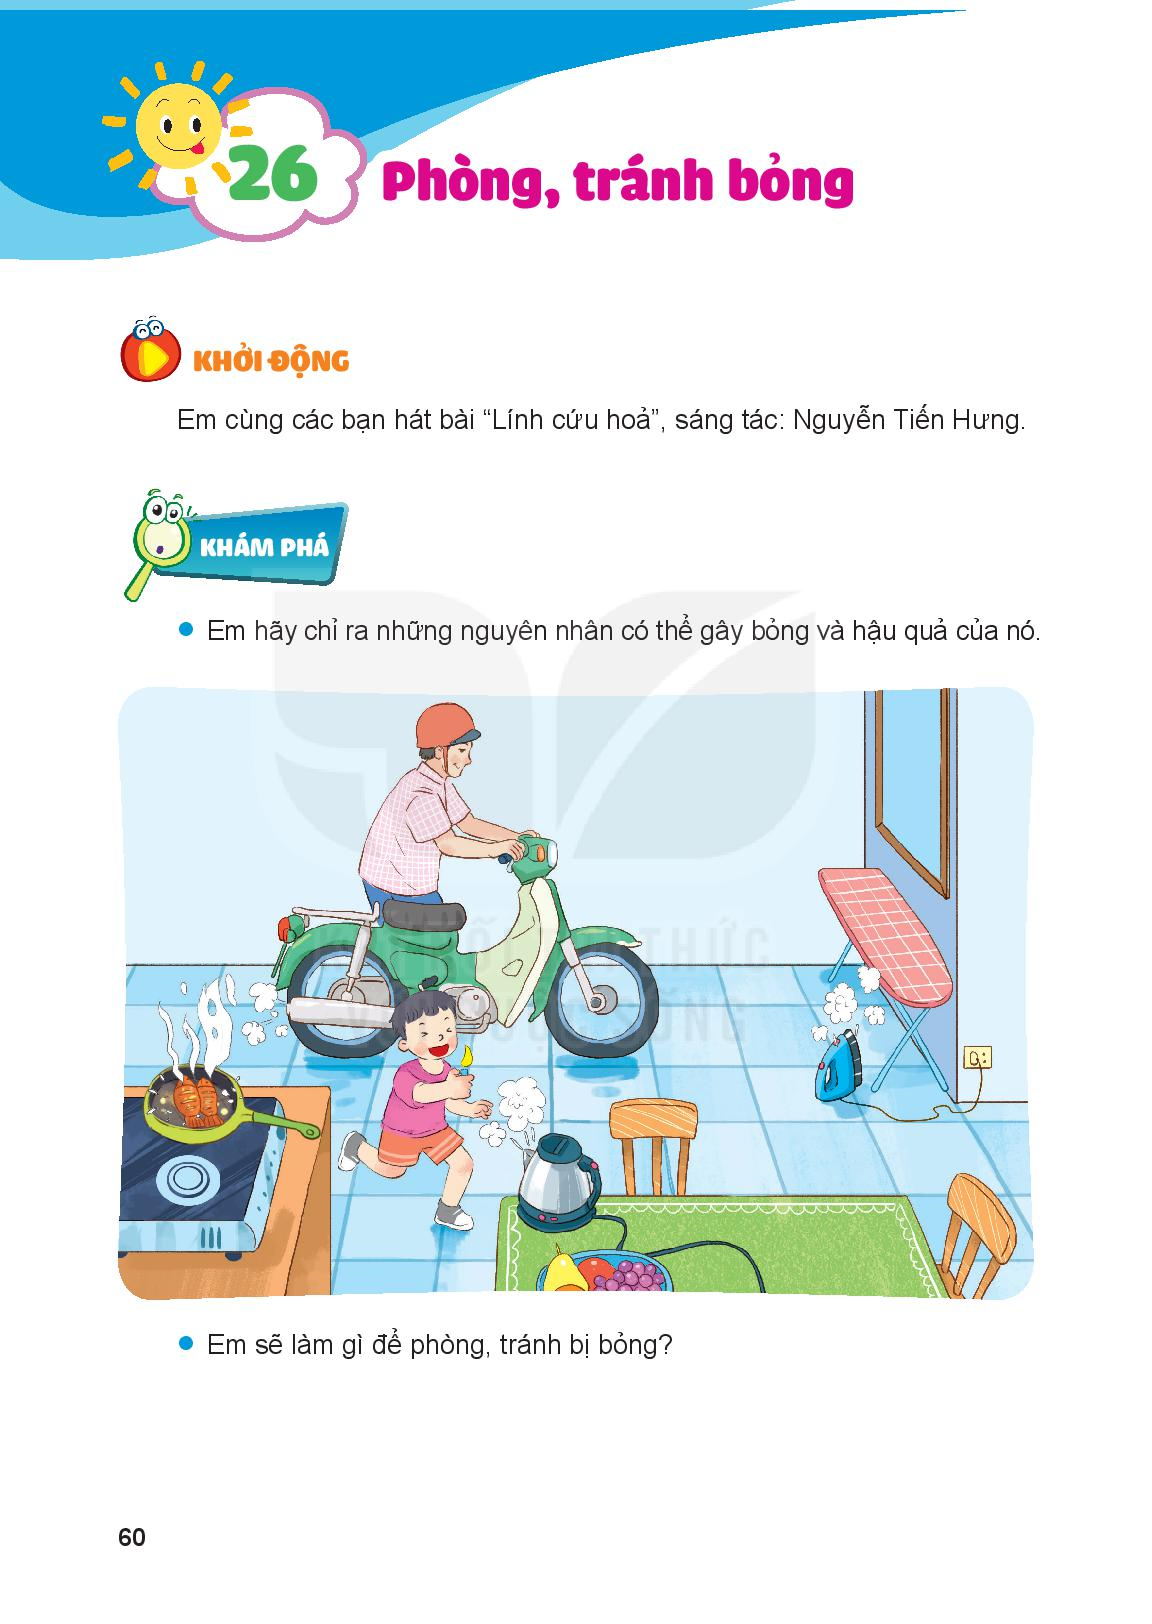 26
Phòng, tránh bỏng
KHỞI ĐỘNG
Em cùng các bạn hát bài “Lính cứu hoả”, sáng tác: Nguyễn Tiến Hưng.
KHÁM PHÁ
Em hãy chỉ ra những nguyên nhân có thể gây bỏng và hậu quả của nó.
Em sẽ làm gì để phòng, tránh bị bỏng?
60